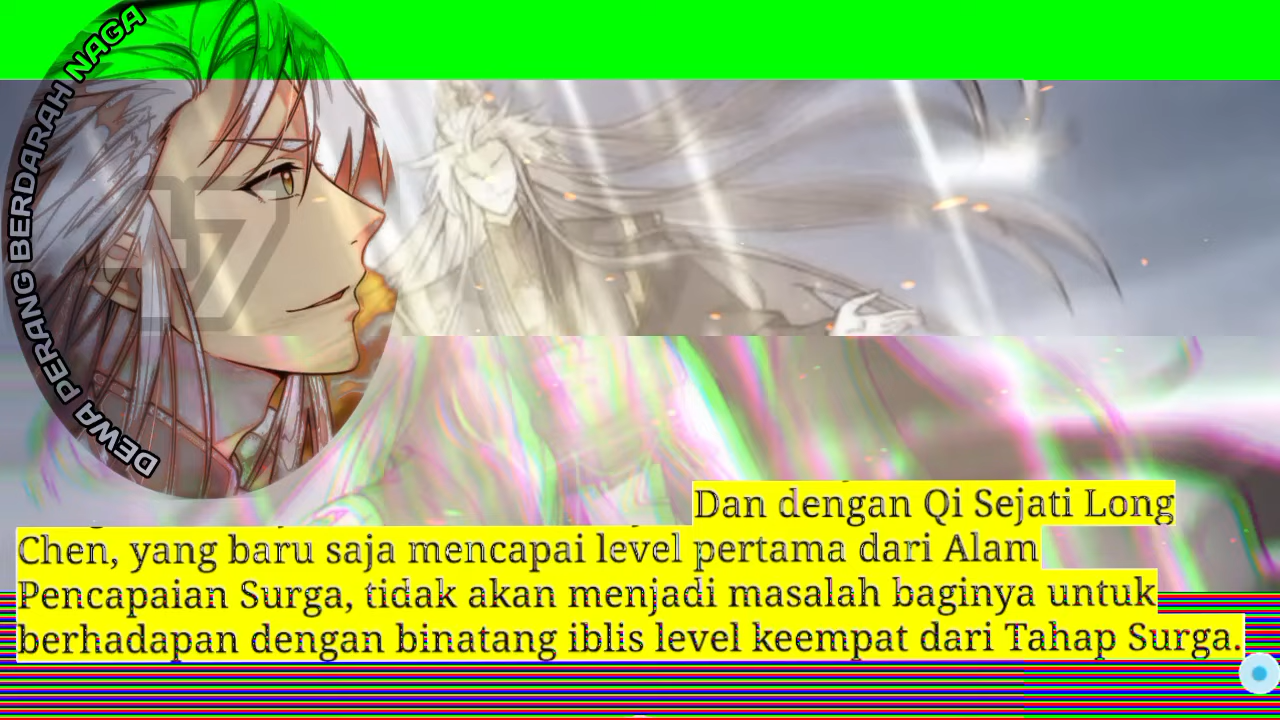 DEWA PERANG BERDARAH NAGA
+7
Dan dengan Qi Sejati Long
Chen, yang baru saja mencapai level pertama dari Alam
Pencapaian Surga, tidak akan menjadi masalah baginya untuk
berhadapan dengan binatang iblis level keempat dari Tahap Surga.